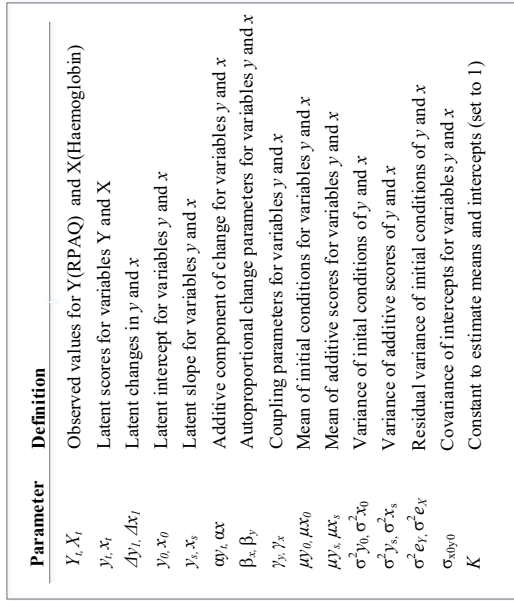 Parameter Definition
Yₜ, Xₜ Observed values for Y(RPAQ) and X(Haemoglobin)
yₜ, xₜ Latent scores for variables Y and X
Δy₁, Δx₁ Latent changes in y and x
y₀, x₀ Latent intercept for variables y and x
yₛ, xₛ Latent slope for variables y and x
αyₜ, αx Additive component of change for variables y and x
βₓ, βᵧ Autoproportional change parameters for variables y and x
γᵧ, γₓ Coupling parameters for variables y and x
μy₀, μx₀ Mean of initial conditions for variables y and x
μyₛ, μxₛ Mean of additive scores for variables y and x
σ²y₀, σ²x₀ Variance of inital conditions of y and x
σ²yₛ, σ²xₛ Variance of additive scores of y and x
σ²eY, σ²eX Residual variance of initial conditions of y and x
σx0y0 Covariance of intercepts for variables y and x
K Constant to estimate means and intercepts (set to 1)